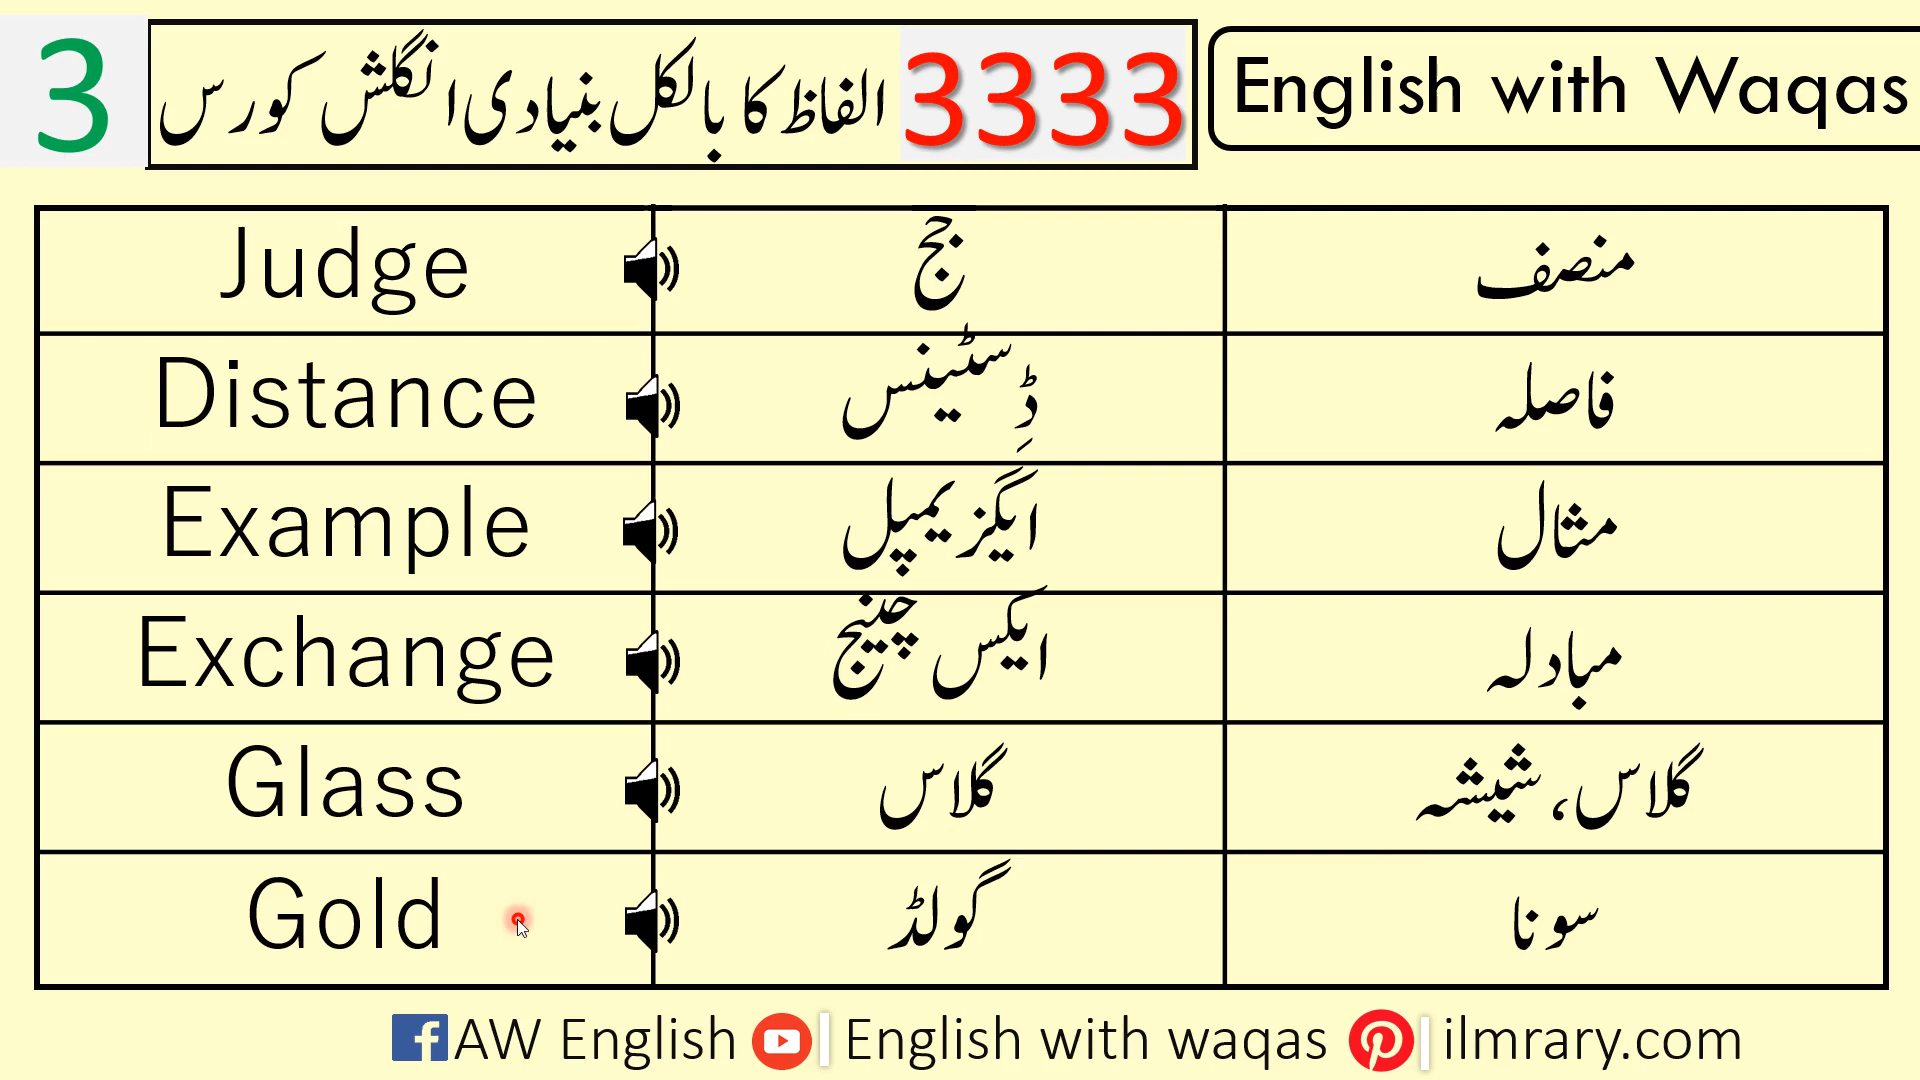 3
3333 الفاظ کا بالکل بنیادی انگلش کورس
English with Waqas
Judge جج منصف
Distance ڈِسٹینس فاصلہ
Example ایگزیمپل مثال
Exchange ایکس چینج مبادلہ
Glass گلاس گلاس، شیشہ
Gold گولڈ سونا
AW English | English with waqas | ilmrary.com